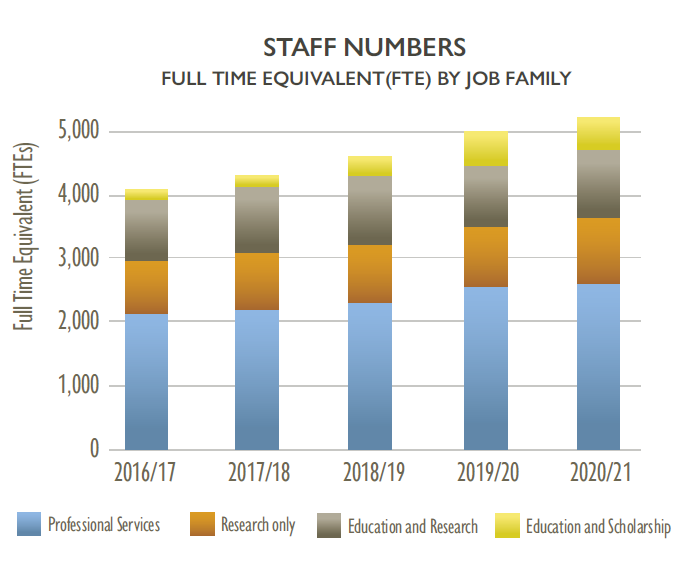 STAFF NUMBERS
FULL TIME EQUIVALENT(FTE) BY JOB FAMILY
Full Time Equivalent (FTEs)
5,000
4,000
3,000
2,000
1,000
0
2016/17 2017/18 2018/19 2019/20 2020/21
Professional Services Research only Education and Research Education and Scholarship